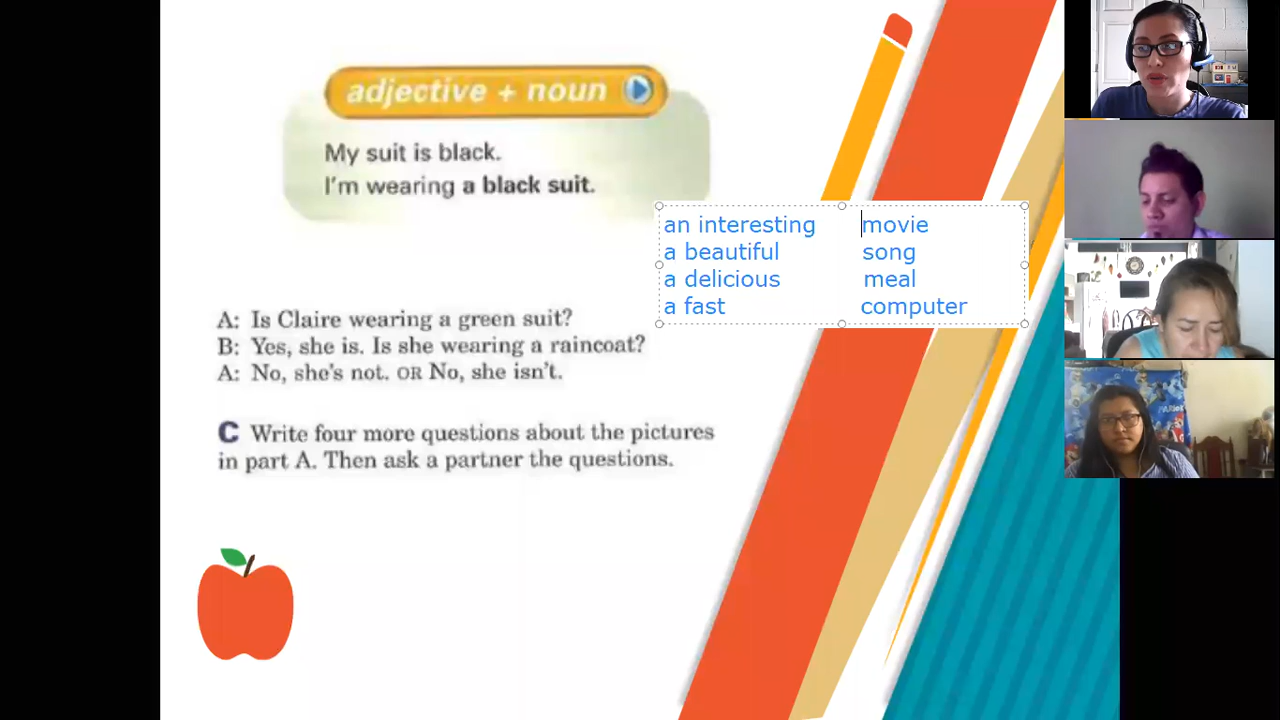 adjective + noun
My suit is black.
I'm wearing a black suit.
an interesting movie
a beautiful song
a delicious meal
a fast computer
A: Is Claire wearing a green suit?
B: Yes, she is. Is she wearing a raincoat?
A: No, she's not. OR No, she isn't.
C Write four more questions about the pictures
in part A. Then ask a partner the questions.